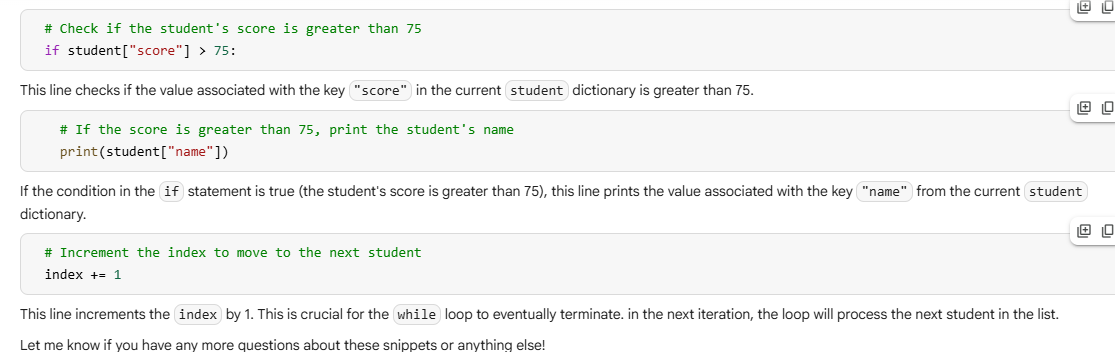 # Check if the student's score is greater than 75
if student["score"] > 75:
This line checks if the value associated with the key "score" in the current student dictionary is greater than 75.
# If the score is greater than 75, print the student's name
print(student["name"])
If the condition in the if statement is true (the student's score is greater than 75), this line prints the value associated with the key "name" from the current student
dictionary.
# Increment the index to move to the next student
index += 1
This line increments the index by 1. This is crucial for the while loop to eventually terminate. in the next iteration, the loop will process the next student in the list.
Let me know if you have any more questions about these snippets or anything else!